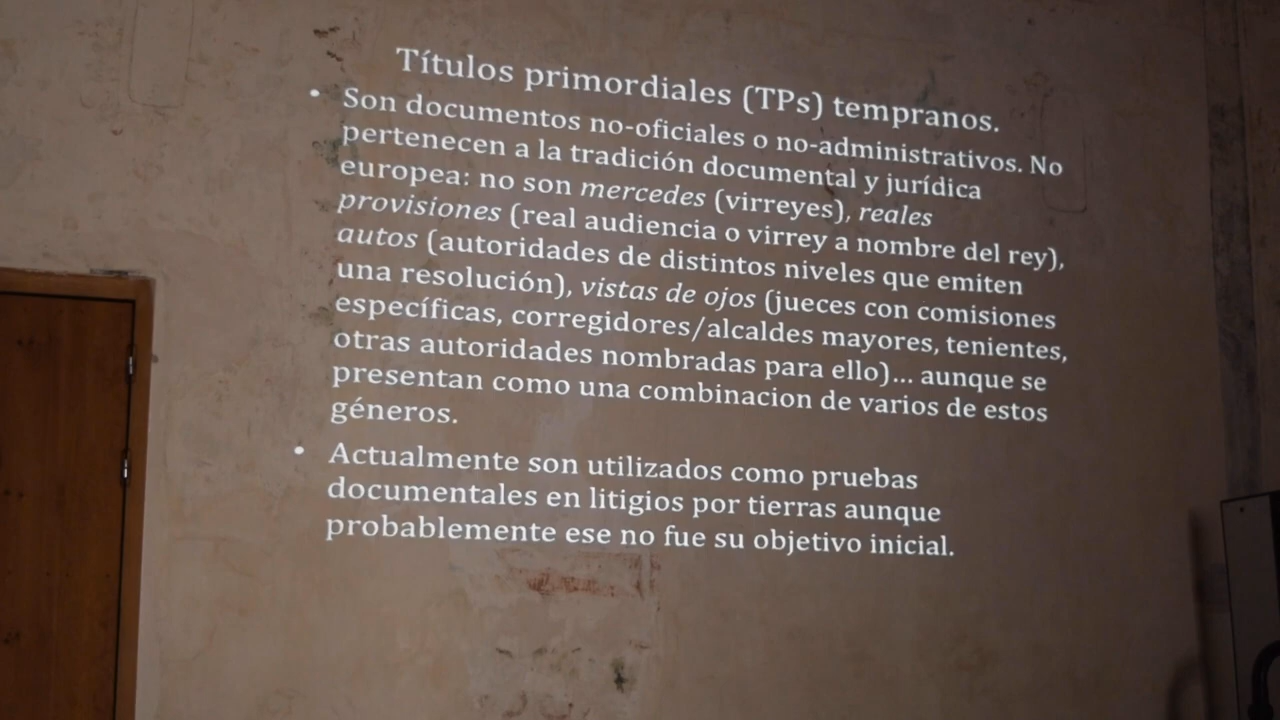 Títulos primordiales (TPs) tempranos.
• Son documentos no-oficiales o no-administrativos. No
pertenecen a la tradición documental y jurídica
europea: no son mercedes (virreyes), reales
provisiones (real audiencia o virrey a nombre del rey),
autos (autoridades de distintos niveles que emiten
una resolución), vistas de ojos (jueces con comisiones
específicas, corregidores/alcaldes mayores, tenientes,
otras autoridades nombradas para ello)... aunque se
presentan como una combinacion de varios de estos
géneros.
• Actualmente son utilizados como pruebas
documentales en litigios por tierras aunque
probablemente ese no fue su objetivo inicial.